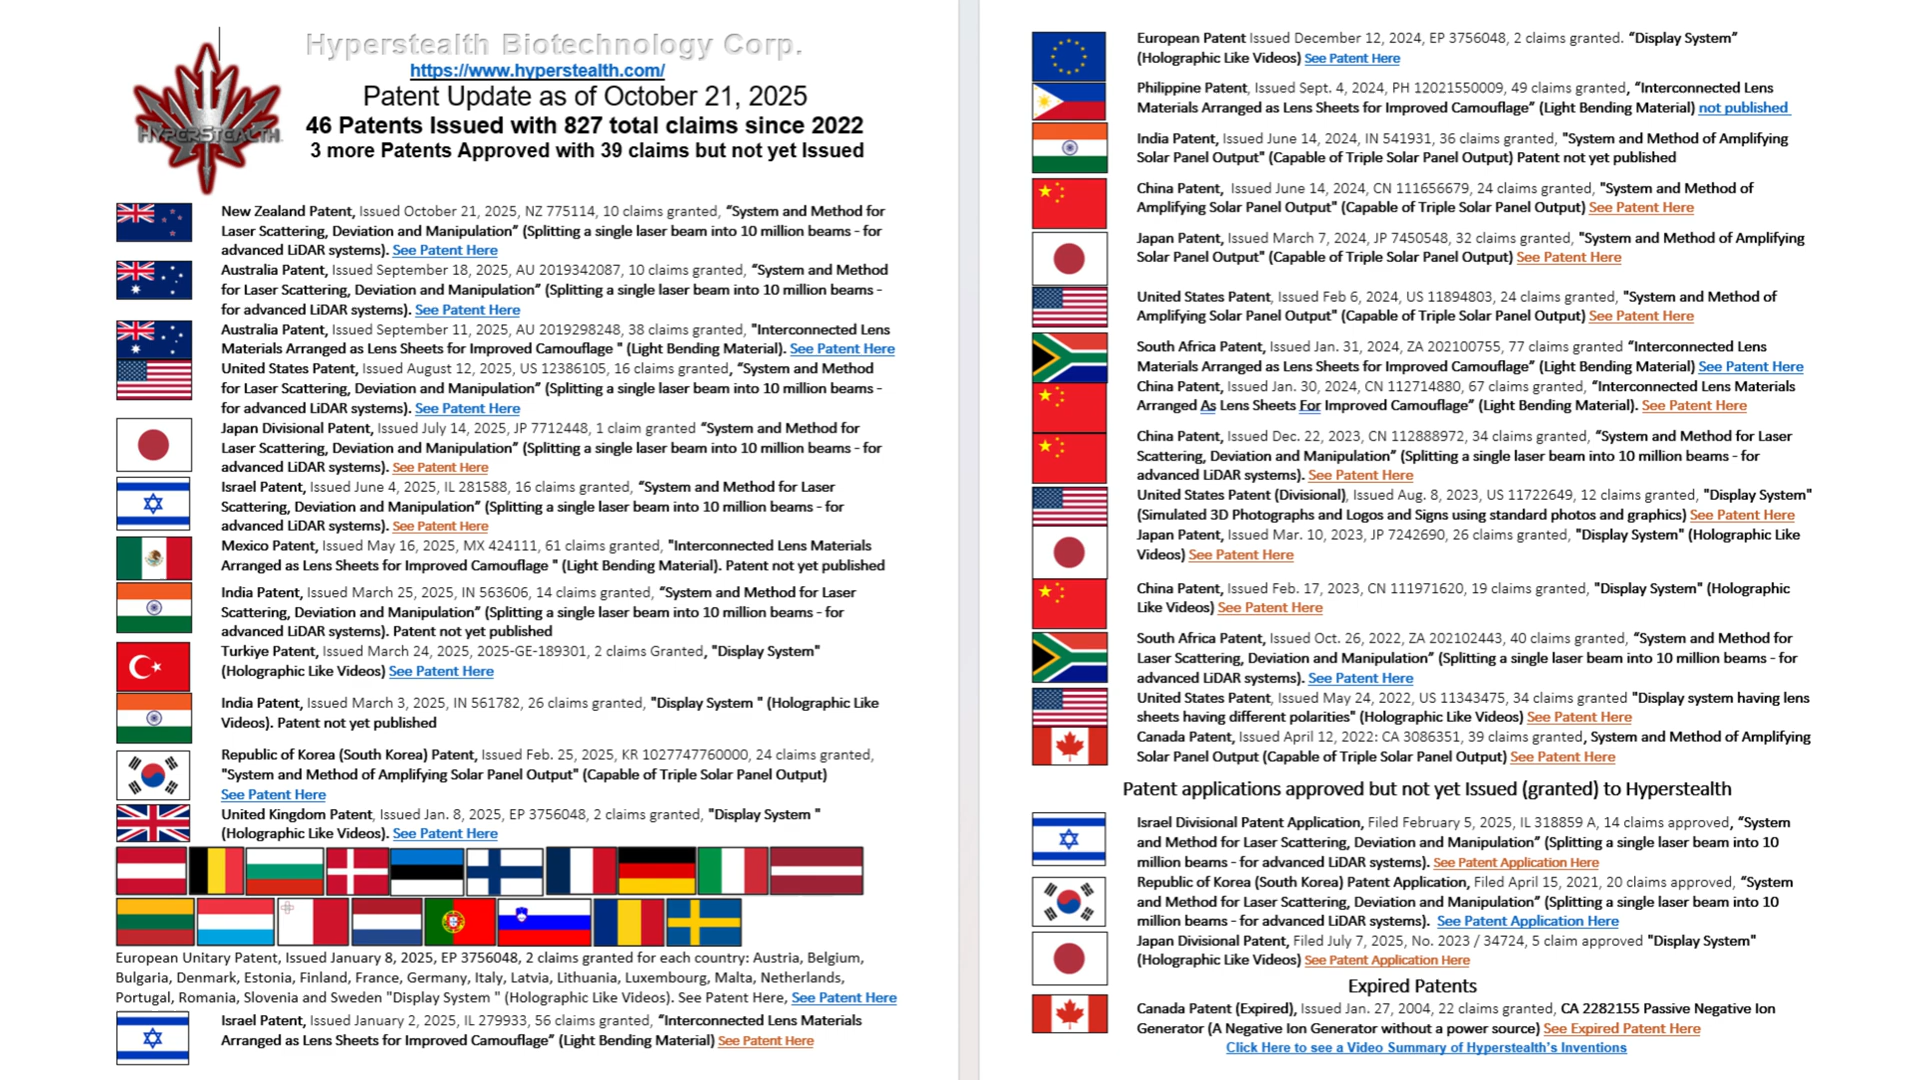 Hyperstealth Biotechnology Corp.
https://www.hyperstealth.com/
Patent Update as of October 21, 2025
46 Patents Issued with 827 total claims since 2022
3 more Patents Approved with 39 claims but not yet Issued
HYPERSTEALTH
New Zealand Patent, Issued October 21, 2025, NZ 775114, 10 claims granted, “System and Method for
Laser Scattering, Deviation and Manipulation” (Splitting a single laser beam into 10 million beams - for
advanced LiDAR systems). See Patent Here
Australia Patent, Issued September 18, 2025, AU 2019342087, 10 claims granted, “System and Method
for Laser Scattering, Deviation and Manipulation” (Splitting a single laser beam into 10 million beams -
for advanced LiDAR systems). See Patent Here
Australia Patent, Issued September 11, 2025, AU 2019298248, 38 claims granted, "Interconnected Lens
Materials Arranged as Lens Sheets for Improved Camouflage " (Light Bending Material). See Patent Here
United States Patent, Issued August 12, 2025, US 12386105, 16 claims granted, “System and Method
for Laser Scattering, Deviation and Manipulation” (Splitting a single laser beam into 10 million beams -
for advanced LiDAR systems). See Patent Here
Japan Divisional Patent, Issued July 14, 2025, JP 7712448, 1 claim granted “System and Method for
Laser Scattering, Deviation and Manipulation” (Splitting a single laser beam into 10 million beams - for
advanced LiDAR systems). See Patent Here
Israel Patent, Issued June 4, 2025, IL 281588, 16 claims granted, “System and Method for Laser
Scattering, Deviation and Manipulation” (Splitting a single laser beam into 10 million beams - for
advanced LiDAR systems). See Patent Here
Mexico Patent, Issued May 16, 2025, MX 424111, 61 claims granted, "Interconnected Lens Materials
Arranged as Lens Sheets for Improved Camouflage " (Light Bending Material). Patent not yet published
India Patent, Issued March 25, 2025, IN 563606, 14 claims granted, “System and Method for Laser
Scattering, Deviation and Manipulation” (Splitting a single laser beam into 10 million beams - for
advanced LiDAR systems). Patent not yet published
Turkiye Patent, Issued March 24, 2025, 2025-GE-189301, 2 claims Granted, "Display System"
(Holographic Like Videos) See Patent Here
India Patent, Issued March 3, 2025, IN 561782, 26 claims granted, "Display System " (Holographic Like
Videos). Patent not yet published
Republic of Korea (South Korea) Patent, Issued Feb. 25, 2025, KR 1027747760000, 24 claims granted,
"System and Method of Amplifying Solar Panel Output" (Capable of Triple Solar Panel Output)
See Patent Here
United Kingdom Patent, Issued Jan. 8, 2025, EP 3756048, 2 claims granted, "Display System "
(Holographic Like Videos). See Patent Here
European Unitary Patent, Issued January 8, 2025, EP 3756048, 2 claims granted for each country: Austria, Belgium,
Bulgaria, Denmark, Estonia, Finland, France, Germany, Italy, Latvia, Lithuania, Luxembourg, Malta, Netherlands,
Portugal, Romania, Slovenia and Sweden "Display System " (Holographic Like Videos). See Patent Here, See Patent Here
Israel Patent, Issued January 2, 2025, IL 279933, 56 claims granted, “Interconnected Lens Materials
Arranged as Lens Sheets for Improved Camouflage” (Light Bending Material) See Patent Here
European Patent Issued December 12, 2024, EP 3756048, 2 claims granted. “Display System”
(Holographic Like Videos) See Patent Here
Philippine Patent, Issued Sept. 4, 2024, PH 12021550009, 49 claims granted, “Interconnected Lens
Materials Arranged as Lens Sheets for Improved Camouflage” (Light Bending Material) not published
India Patent, Issued June 14, 2024, IN 541931, 36 claims granted, "System and Method of Amplifying
Solar Panel Output" (Capable of Triple Solar Panel Output) Patent not yet published
China Patent, Issued June 14, 2024, CN 111656679, 24 claims granted, "System and Method of
Amplifying Solar Panel Output" (Capable of Triple Solar Panel Output) See Patent Here
Japan Patent, Issued March 7, 2024, JP 7450548, 32 claims granted, "System and Method of Amplifying
Solar Panel Output" (Capable of Triple Solar Panel Output) See Patent Here
United States Patent, Issued Feb 6, 2024, US 11894803, 24 claims granted, "System and Method of
Amplifying Solar Panel Output" (Capable of Triple Solar Panel Output) See Patent Here
South Africa Patent, Issued Jan. 31, 2024, ZA 202100755, 77 claims granted “Interconnected Lens
Materials Arranged as Lens Sheets for Improved Camouflage” (Light Bending Material) See Patent Here
China Patent, Issued Jan. 30, 2024, CN 112714880, 67 claims granted, “Interconnected Lens Materials
Arranged As Lens Sheets For Improved Camouflage” (Light Bending Material). See Patent Here
China Patent, Issued Dec. 22, 2023, CN 112888972, 34 claims granted, “System and Method for Laser
Scattering, Deviation and Manipulation” (Splitting a single laser beam into 10 million beams - for
advanced LiDAR systems). See Patent Here
United States Patent (Divisional), Issued Aug. 8, 2023, US 11722649, 12 claims granted, "Display System"
(Simulated 3D Photographs and Logos and Signs using standard photos and graphics) See Patent Here
Japan Patent, Issued Mar. 10, 2023, JP 7242690, 26 claims granted, "Display System" (Holographic Like
Videos) See Patent Here
China Patent, Issued Feb. 17, 2023, CN 111971620, 19 claims granted, "Display System" (Holographic
Like Videos) See Patent Here
South Africa Patent, Issued Oct. 26, 2022, ZA 202102443, 40 claims granted, “System and Method for
Laser Scattering, Deviation and Manipulation” (Splitting a single laser beam into 10 million beams - for
advanced LiDAR systems). See Patent Here
United States Patent, Issued May 24, 2022, US 11343475, 34 claims granted "Display system having lens
sheets having different polarities" (Holographic Like Videos) See Patent Here
Canada Patent, Issued April 12, 2022: CA 3086351, 39 claims granted, System and Method of Amplifying
Solar Panel Output (Capable of Triple Solar Panel Output) See Patent Here
Patent applications approved but not yet Issued (granted) to Hyperstealth
Israel Divisional Patent Application, Filed February 5, 2025, IL 318859 A, 14 claims approved, “System
and Method for Laser Scattering, Deviation and Manipulation” (Splitting a single laser beam into 10
million beams - for advanced LiDAR systems). See Patent Application Here
Republic of Korea (South Korea) Patent Application, Filed April 15, 2021, 20 claims approved, “System
and Method for Laser Scattering, Deviation and Manipulation” (Splitting a single laser beam into 10
million beams - for advanced LiDAR systems). See Patent Application Here
Japan Divisional Patent, Filed July 7, 2025, No. 2023 / 34724, 5 claim approved "Display System"
(Holographic Like Videos) See Patent Application Here
Expired Patents
Canada Patent (Expired), Issued Jan. 27, 2004, 22 claims granted, CA 2282155 Passive Negative Ion
Generator (A Negative Ion Generator without a power source) See Expired Patent Here
Click Here to see a Video Summary of Hyperstealth’s Inventions